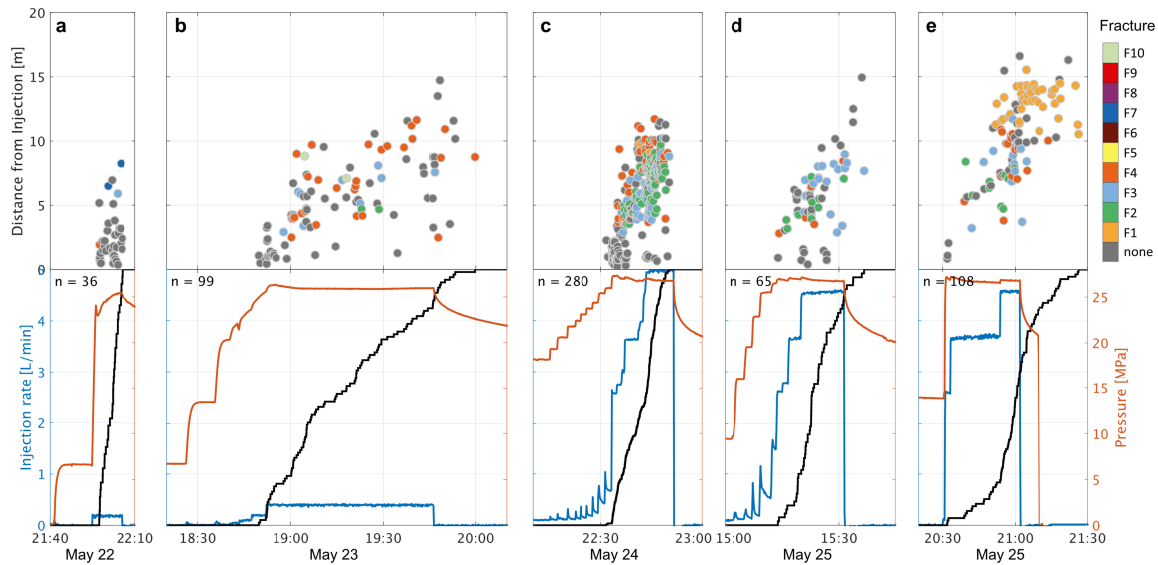 a
b
c
d
e
Fracture
F10
F9
F8
F7
F6
F5
F4
F3
F2
F1
none
Distance from Injection [m]
20
15
10
5
0
n = 36
n = 99
n = 280
n = 65
n = 108
Injection rate [L/min]
4
3
2
1
0
Pressure [MPa]
25
20
15
10
5
0
21:40 22:10
18:30 19:00 19:30 20:00
22:30 23:00
15:00 15:30
20:30 21:00 21:30
May 22
May 23
May 24
May 25
May 25